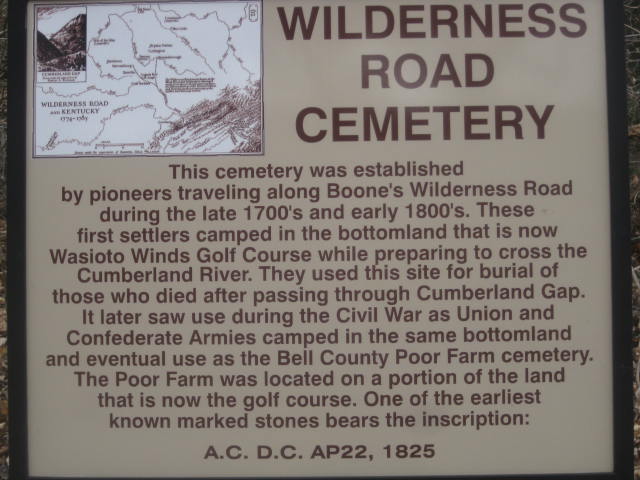 WILDERNESS
ROAD
CEMETERY
CUMBERLAND GAP
WILDERNESS ROAD
AND KENTUCKY
1774-1785
This cemetery was established
by pioneers traveling along Boone's Wilderness Road
during the late 1700's and early 1800's. These
first settlers camped in the bottomland that is now
Wasioto Winds Golf Course while preparing to cross the
Cumberland River. They used this site for burial of
those who died after passing through Cumberland Gap.
It later saw use during the Civil War as Union and
Confederate Armies camped in the same bottomland
and eventual use as the Bell County Poor Farm cemetery.
The Poor Farm was located on a portion of the land
that is now the golf course. One of the earliest
known marked stones bears the inscription:
A.C. D.C. AP22, 1825